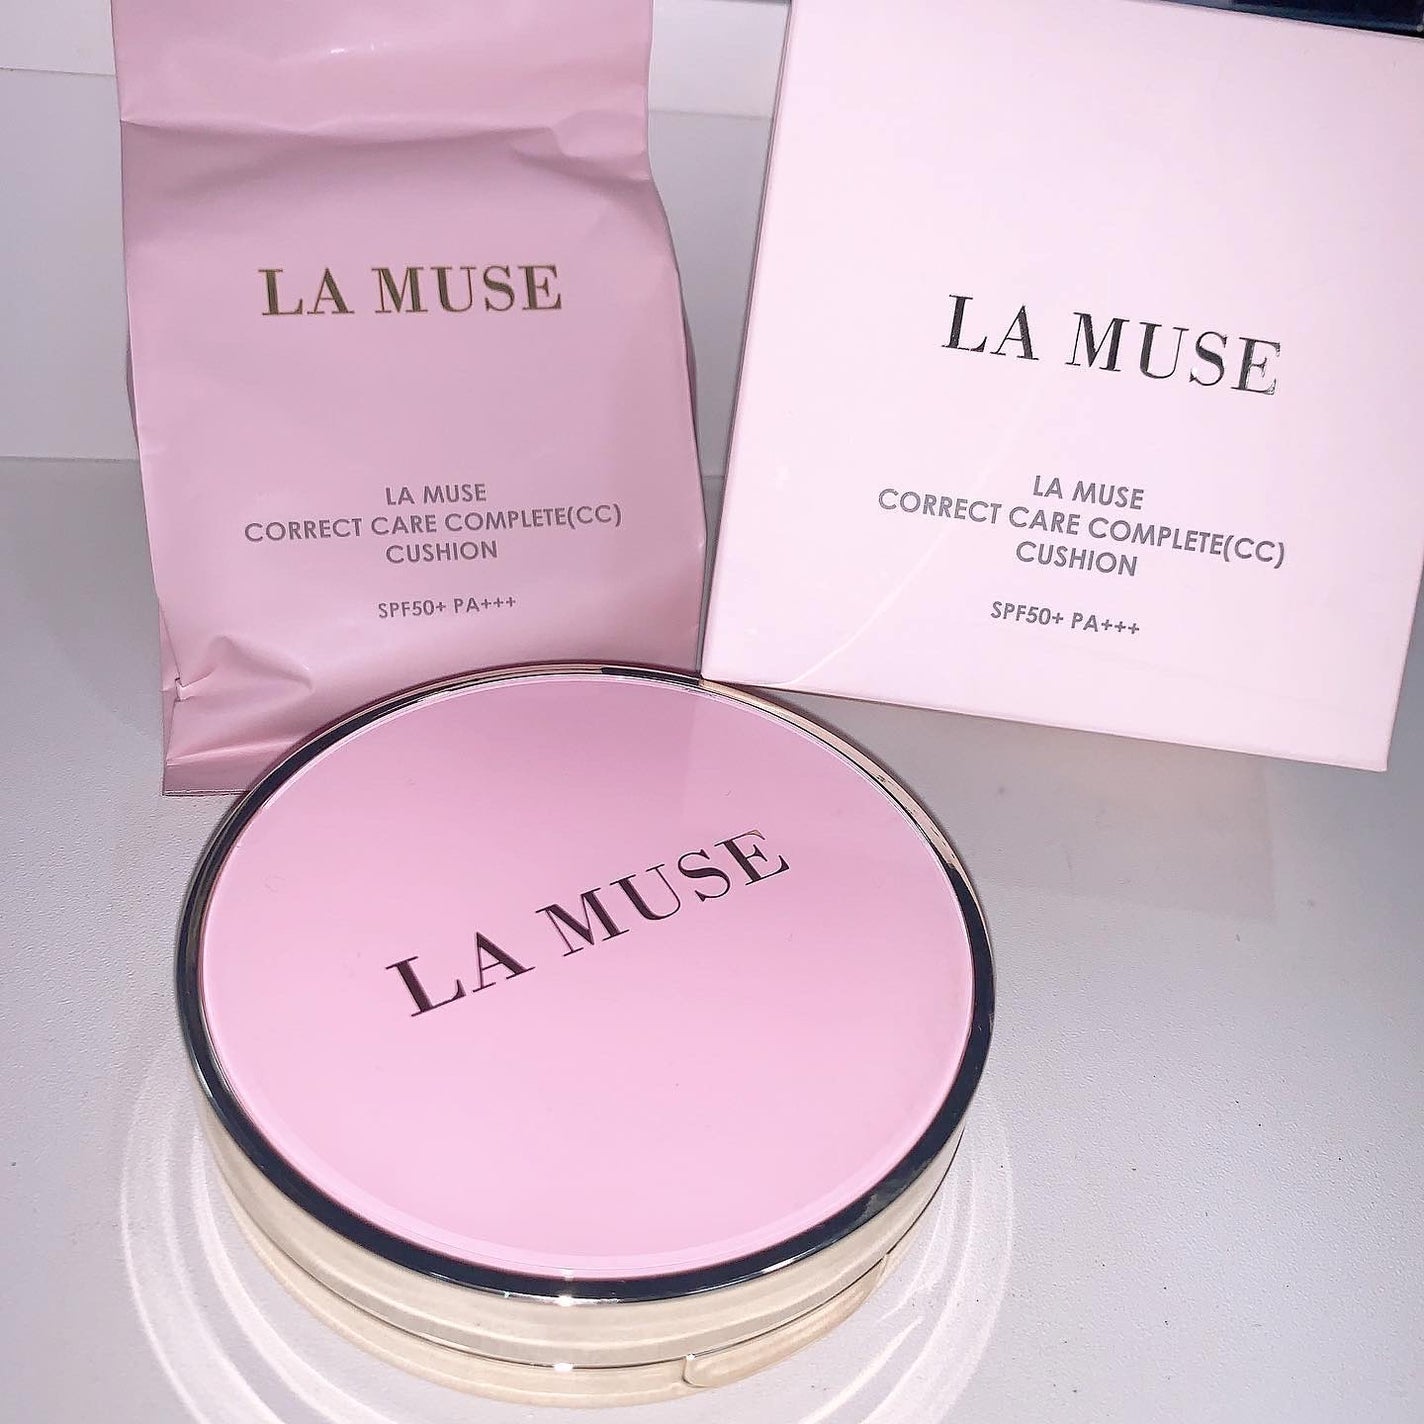 LA MUSE
LA MUSE
CORRECT CARE COMPLETE(CC)
CUSHION
SPF50+ PA+++
LA MUSE
LA MUSE
CORRECT CARE COMPLETE(CC)
CUSHION
SPF50+ PA+++
LA MUSE